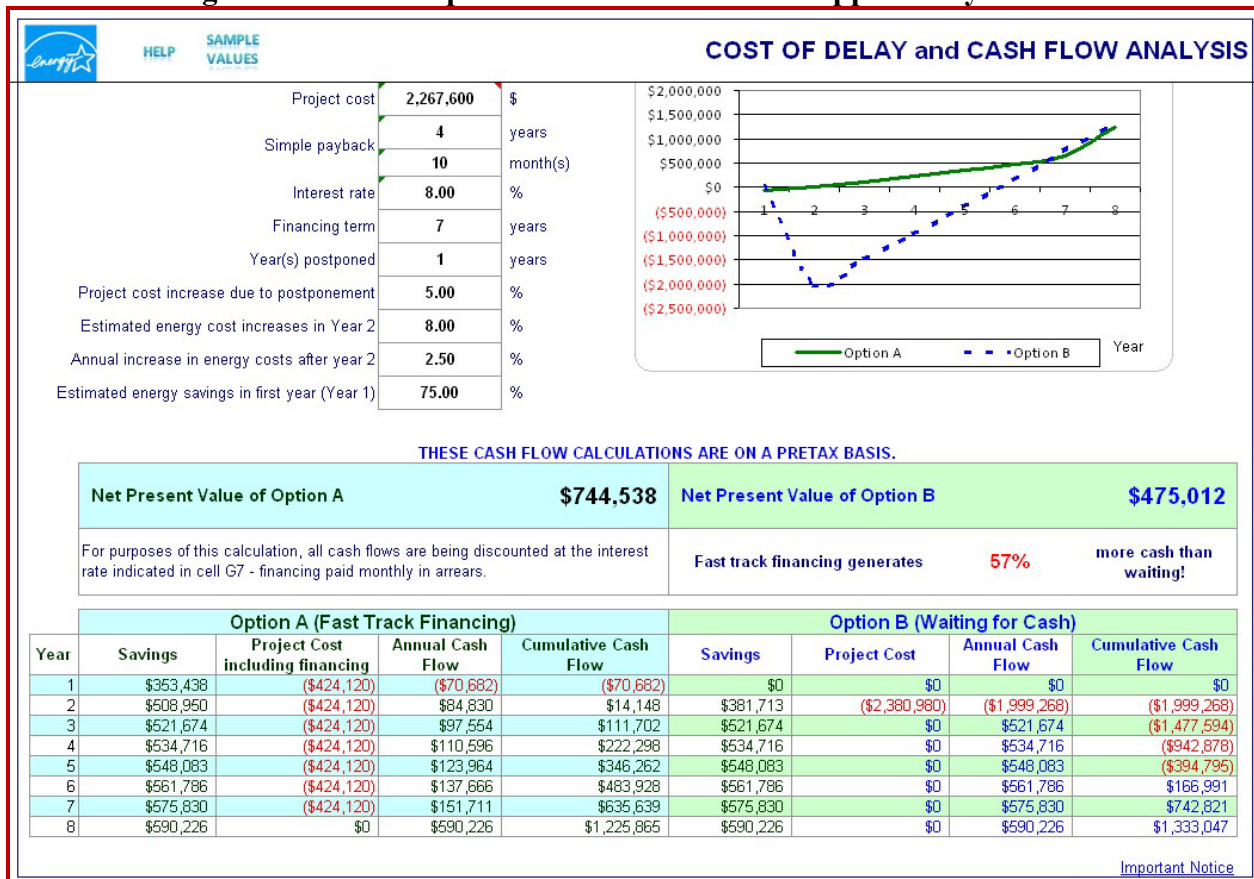 energy
HELP
SAMPLE
VALUES
COST OF DELAY and CASH FLOW ANALYSIS
Project cost 2,267,600 $
Simple payback 4 years
10 month(s)
Interest rate 8.00 %
Financing term 7 years
Year(s) postponed 1 years
Project cost increase due to postponement 5.00 %
Estimated energy cost increases in Year 2 8.00 %
Annual increase in energy costs after year 2 2.50 %
Estimated energy savings in first year (Year 1) 75.00 %
$2,000,000
$1,500,000
$1,000,000
$500,000
$0
($500,000)
($1,000,000)
($1,500,000)
($2,000,000)
($2,500,000)
1 2 3 4 5 6 7 8
Option A Option B Year
THESE CASH FLOW CALCULATIONS ARE ON A PRETAX BASIS.
Net Present Value of Option A $744,538 Net Present Value of Option B $475,012
For purposes of this calculation, all cash flows are being discounted at the interest
rate indicated in cell G7 - financing paid monthly in arrears.
Fast track financing generates 57% more cash than
waiting!
Option A (Fast Track Financing) Option B (Waiting for Cash)
Year Savings Project Cost including financing Annual Cash Flow Cumulative Cash Flow Savings Project Cost Annual Cash Flow Cumulative Cash Flow
1 $353,438 ($424,120) ($70,682) ($70,682) $0 $0 $0 $0
2 $508,950 ($424,120) $84,830 $14,148 $381,713 ($2,380,980) ($1,999,268) ($1,999,268)
3 $521,674 ($424,120) $97,554 $111,702 $521,674 $0 $521,674 ($1,477,594)
4 $534,716 ($424,120) $110,596 $222,298 $534,716 $0 $534,716 ($942,878)
5 $548,083 ($424,120) $123,964 $346,262 $548,083 $0 $548,083 ($394,795)
6 $561,786 ($424,120) $137,666 $483,928 $561,786 $0 $561,786 $166,991
7 $575,830 ($424,120) $151,711 $635,639 $575,830 $0 $575,830 $742,821
8 $590,226 $0 $590,226 $1,225,865 $590,226 $0 $590,226 $1,333,047
Important Notice